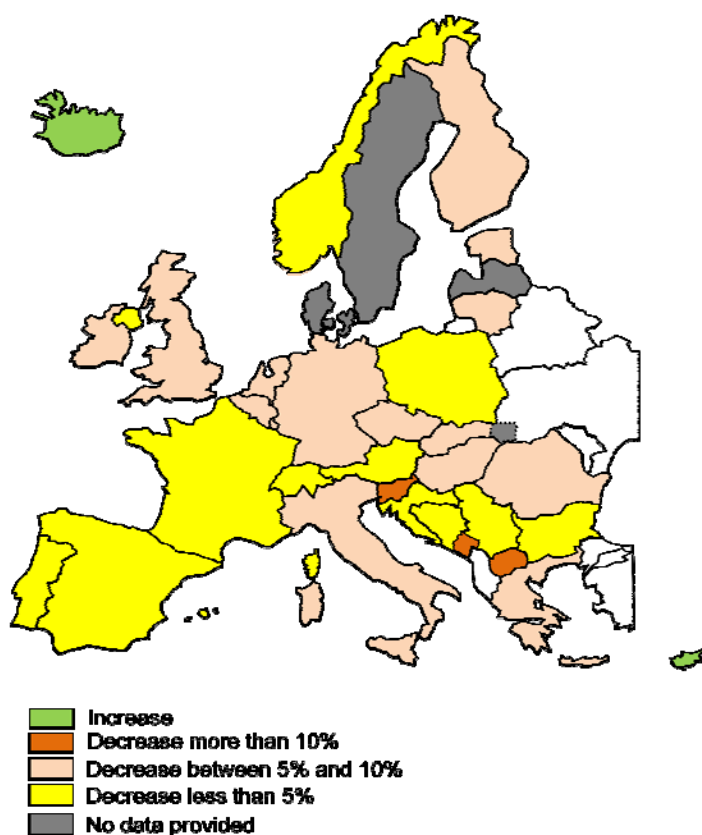 Increase
Decrease more than 10%
Decrease between 5% and 10%
Decrease less than 5%
No data provided